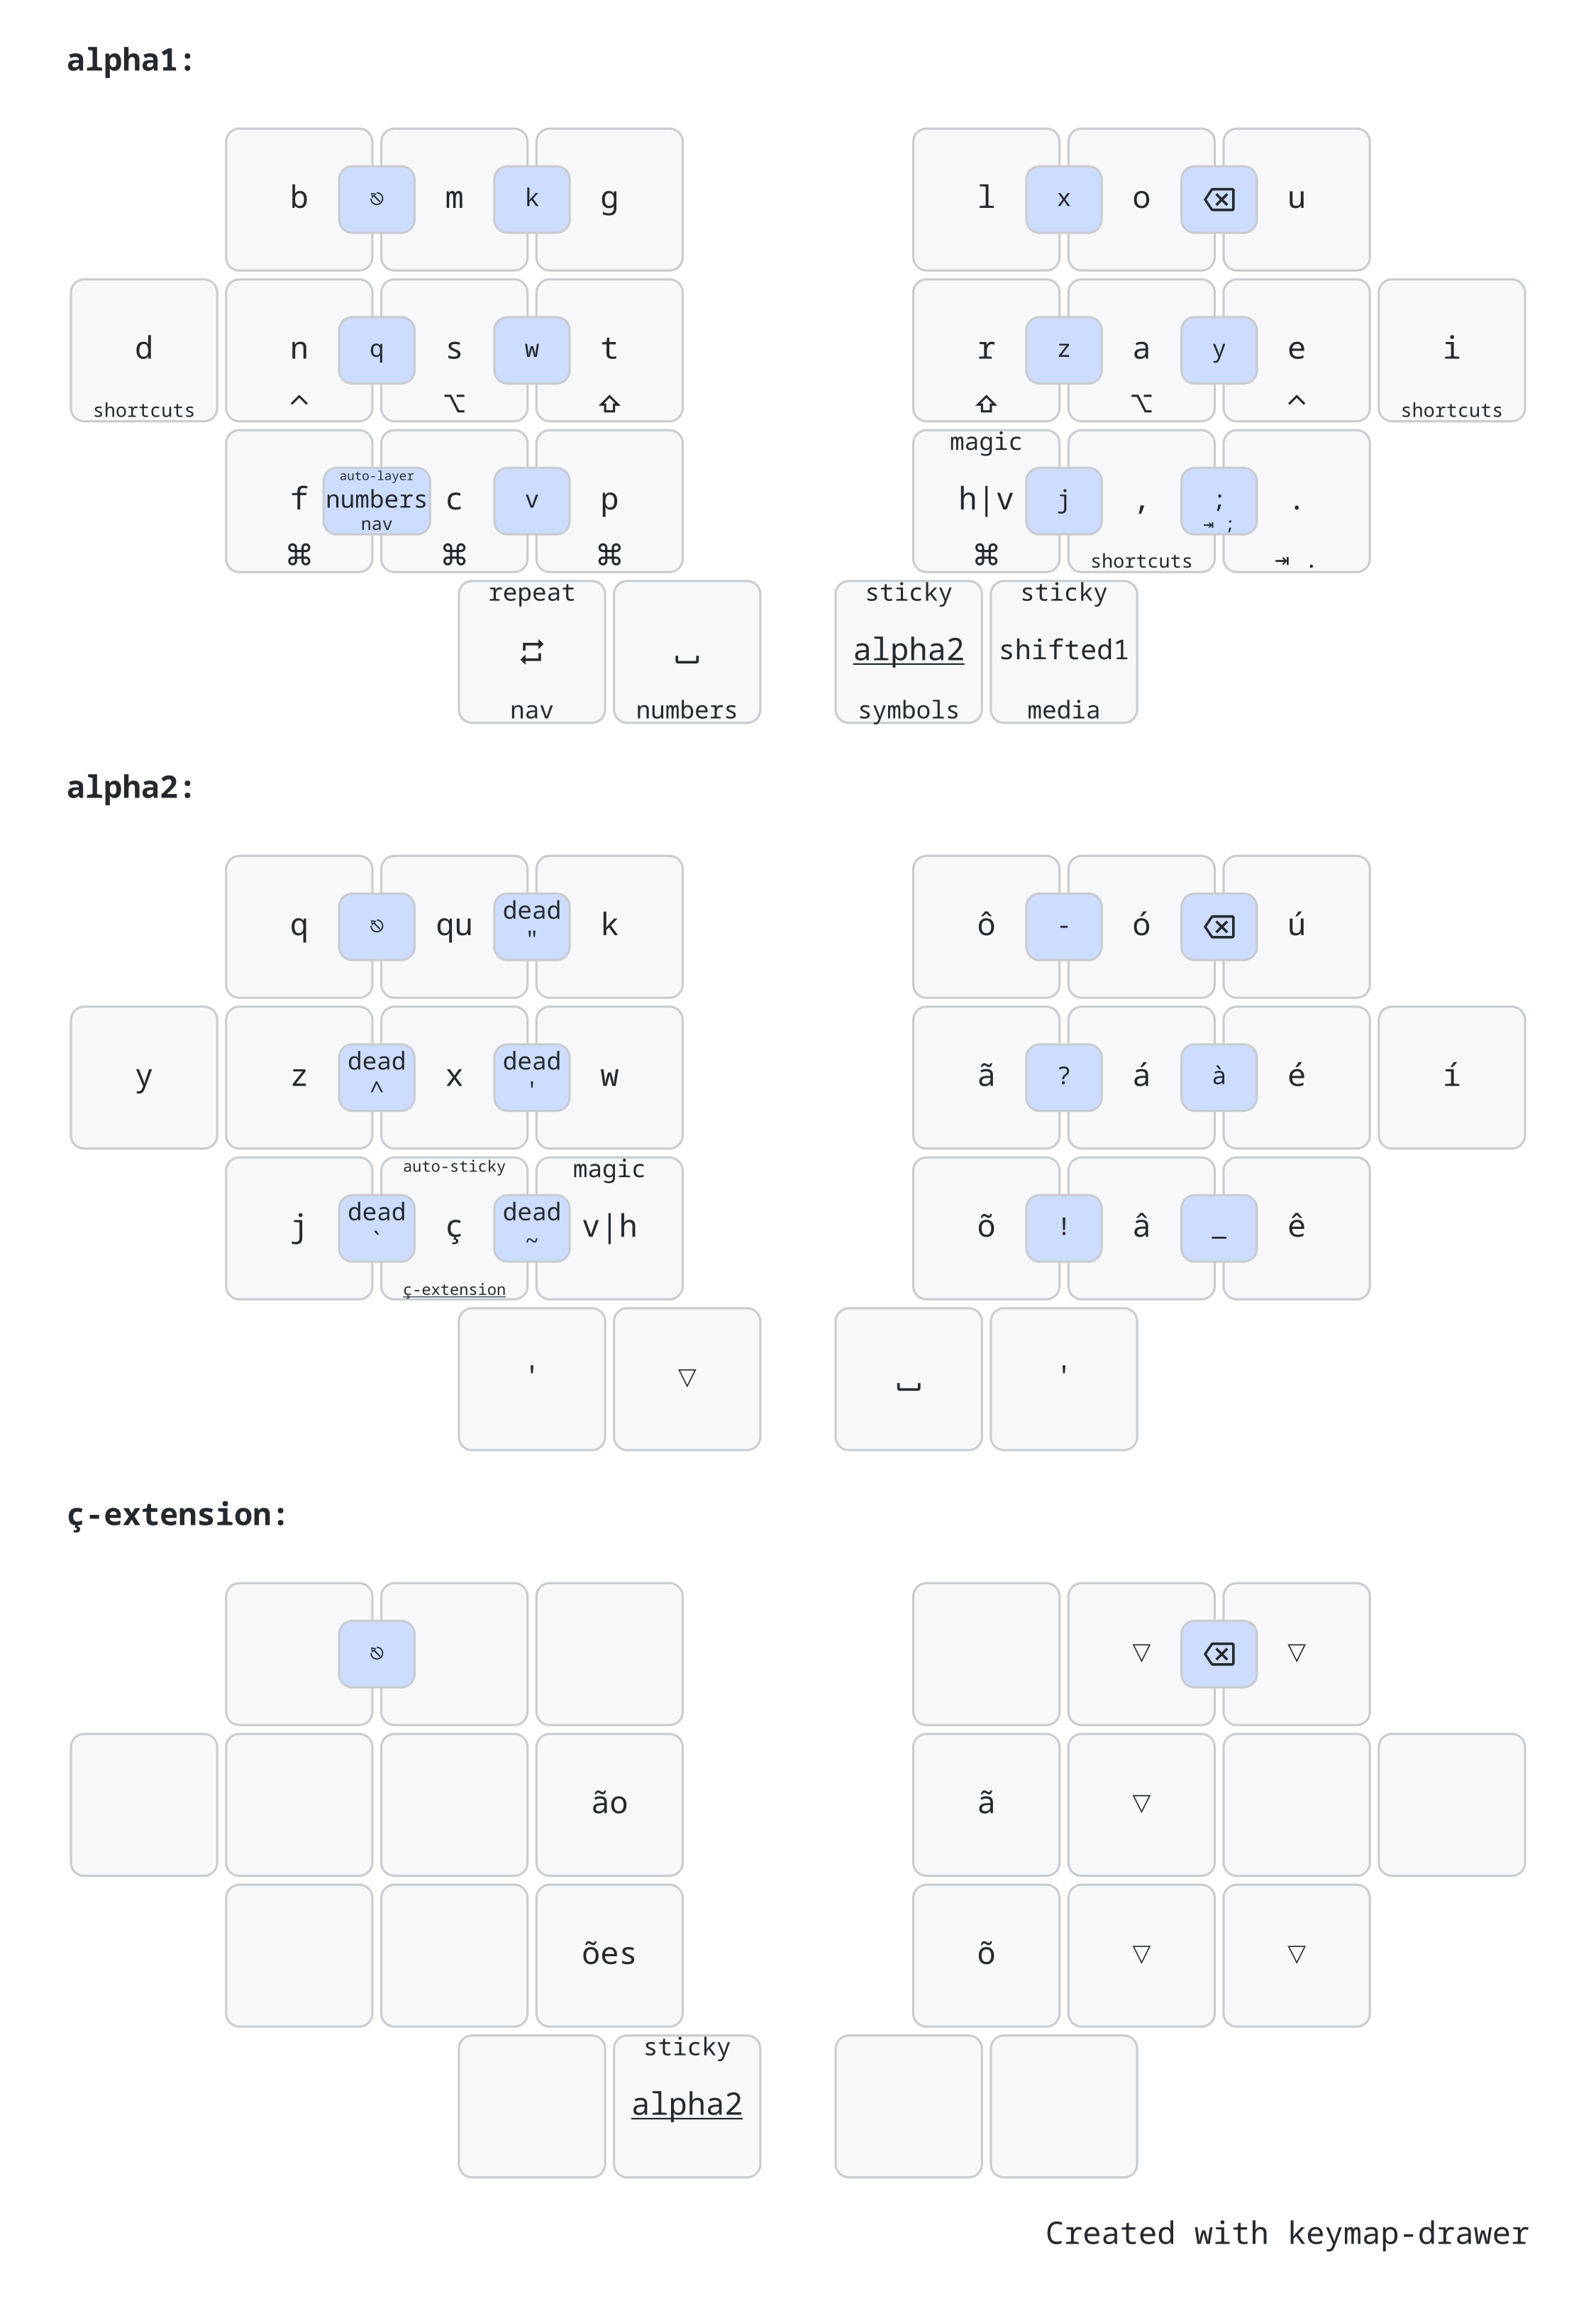 alpha1:
b ⎋ m k g l x o ⌫ u
d n q s w t r z a y e i
shortcuts ^ ⌥ ⇧ ⇧ ⌥ ^ shortcuts
magic
auto-layer
f numbers c v p h|v j , ; .
nav ⇥ ;
⌘ ⌘ ⌘ ⌘ shortcuts ⇥ .
repeat sticky sticky
🔁 ⎵ alpha2 shifted1
nav numbers symbols media
alpha2:
q ⎋ qu dead " k ô - ó ⌫ ú
y z dead ^ x dead ' w ã ? á à é í
auto-sticky magic
j dead ` ç dead ~ v|h õ ! â _ ê
ç-extension
' ▽ ⎵ '
ç-extension:
⎋ ▽ ⌫ ▽
ão ã ▽
ões õ ▽ ▽
sticky
alpha2
Created with keymap-drawer